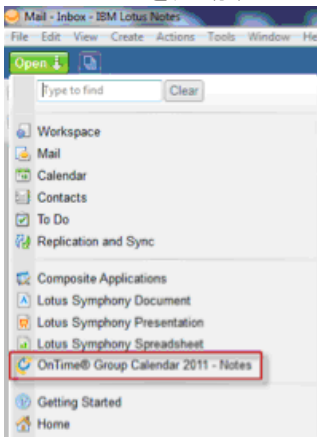 Mail - Inbox - IBM Lotus Notes
File Edit View Create Actions Tools Window He
Open
Type to find Clear
Workspace
Mail
Calendar
Contacts
To Do
Replication and Sync
Composite Applications
Lotus Symphony Document
Lotus Symphony Presentation
Lotus Symphony Spreadsheet
OnTime® Group Calendar 2011 - Notes
Getting Started
Home